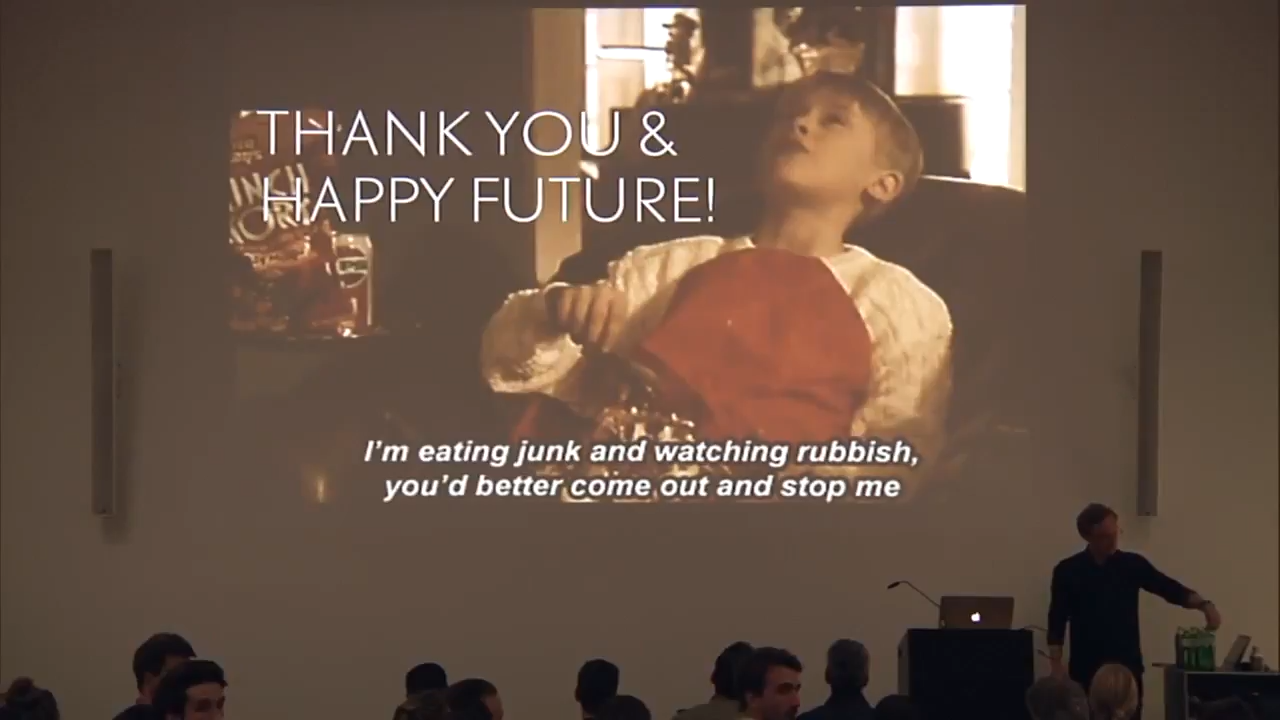 THANK YOU &
HAPPY FUTURE!
I'm eating junk and watching rubbish,
you'd better come out and stop me